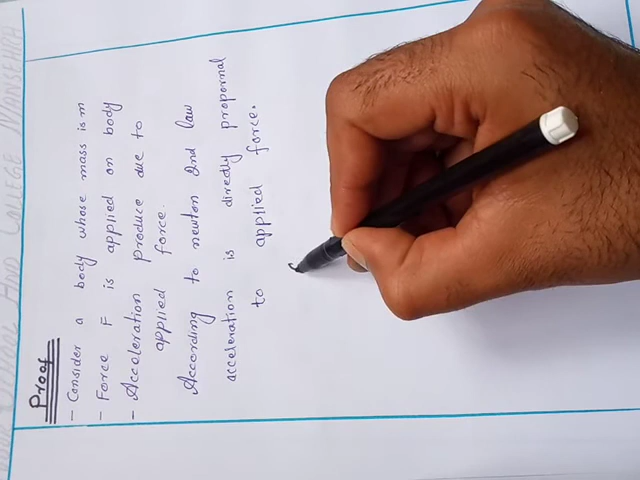 Proof
- Consider a body whose mass is m
- Force F is applied on body
- Acceleration produce due to
applied force.
According to newton 2nd law
acceleration is directly propornal
to applied force.